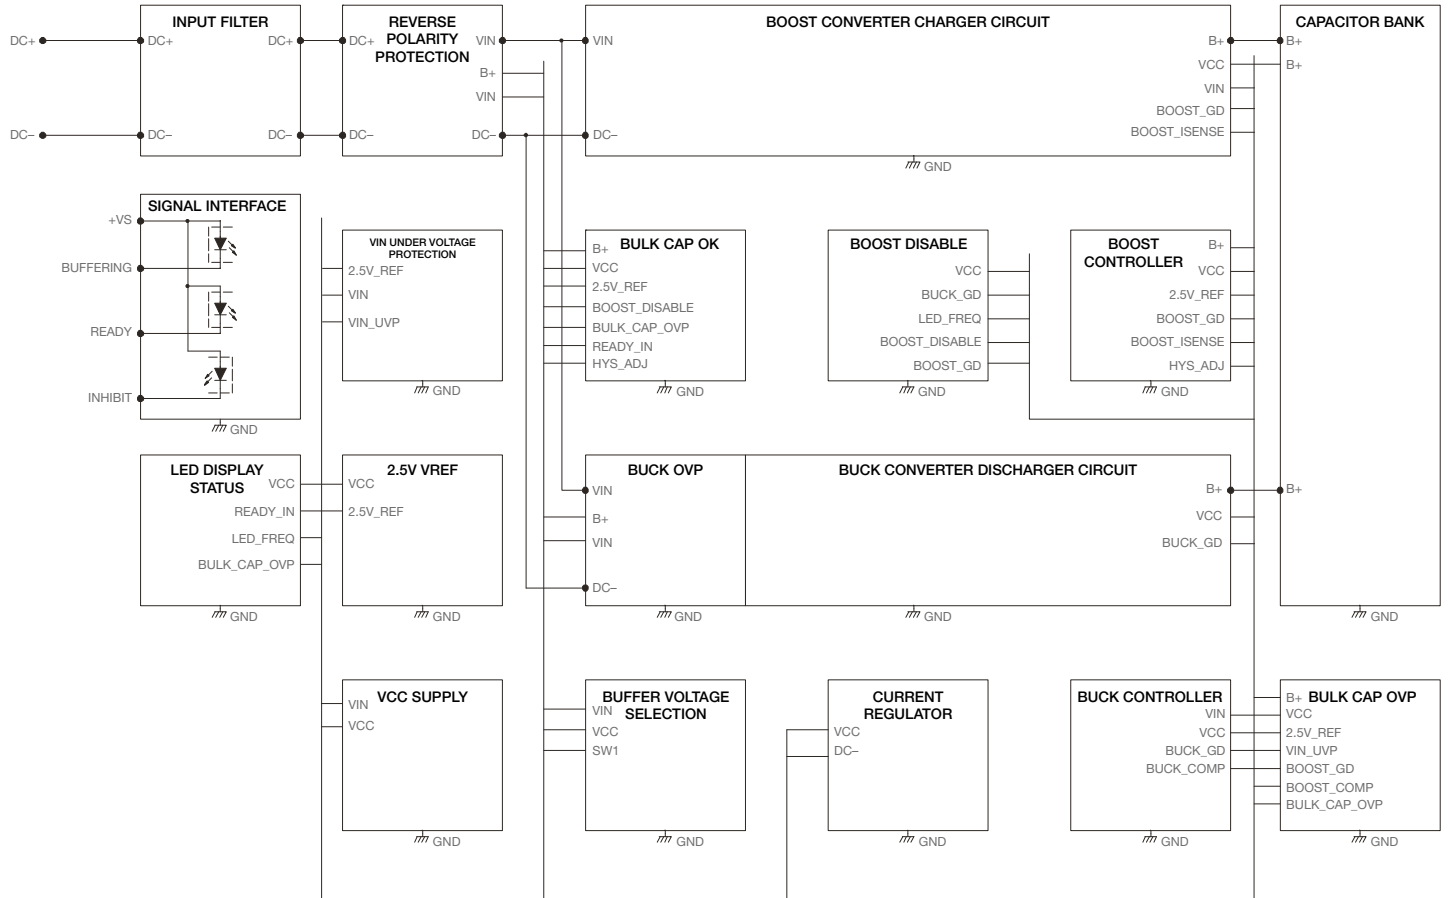 INPUT FILTER
DC+
DC+
DC+
DC−
DC−
DC−
REVERSE
POLARITY
PROTECTION
DC+
VIN
B+
VIN
DC−
DC−
BOOST CONVERTER CHARGER CIRCUIT
VIN
B+
VCC
VIN
BOOST_GD
BOOST_ISENSE
DC−
GND
CAPACITOR BANK
B+
B+
B+
GND
SIGNAL INTERFACE
+VS
BUFFERING
READY
INHIBIT
GND
VIN UNDER VOLTAGE
PROTECTION
2.5V_REF
VIN
VIN_UVP
GND
BULK CAP OK
B+
VCC
2.5V_REF
BOOST_DISABLE
BULK_CAP_OVP
READY_IN
HYS_ADJ
GND
BOOST DISABLE
VCC
BUCK_GD
LED_FREQ
BOOST_DISABLE
BOOST_GD
GND
BOOST
CONTROLLER
B+
VCC
2.5V_REF
BOOST_GD
BOOST_ISENSE
HYS_ADJ
GND
LED DISPLAY
STATUS
VCC
READY_IN
LED_FREQ
BULK_CAP_OVP
GND
2.5V VREF
VCC
2.5V_REF
GND
BUCK OVP
VIN
B+
VIN
DC−
GND
BUCK CONVERTER DISCHARGER CIRCUIT
B+
VCC
BUCK_GD
GND
VCC SUPPLY
VIN
VCC
GND
BUFFER VOLTAGE
SELECTION
VIN
VCC
SW1
GND
CURRENT
REGULATOR
VCC
DC−
GND
BUCK CONTROLLER
VIN
VCC
BUCK_GD
BUCK_COMP
GND
BULK CAP OVP
B+
VCC
2.5V_REF
VIN_UVP
BOOST_GD
BOOST_COMP
BULK_CAP_OVP
GND